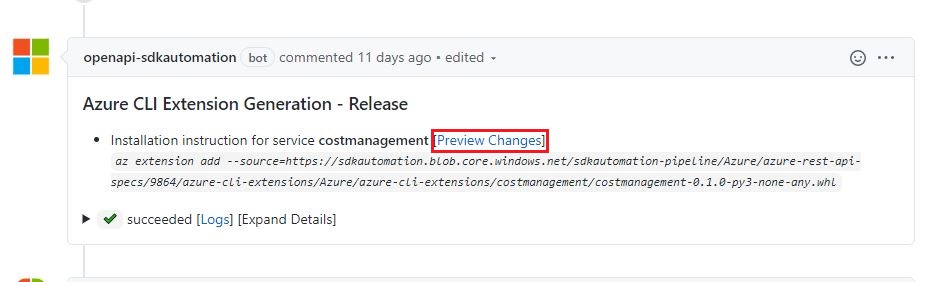 openapi-sdkautomation bot commented 11 days ago • edited
Azure CLI Extension Generation - Release
• Installation instruction for service costmanagement [Preview Changes]
az extension add --source=https://sdkautomation.blob.core.windows.net/sdkautomation-pipeline/Azure/azure-rest-api-
specs/9864/azure-cli-extensions/Azure/azure-cli-extensions/costmanagement/costmanagement-0.1.0-py3-none-any.whl
succeeded [Logs] [Expand Details]